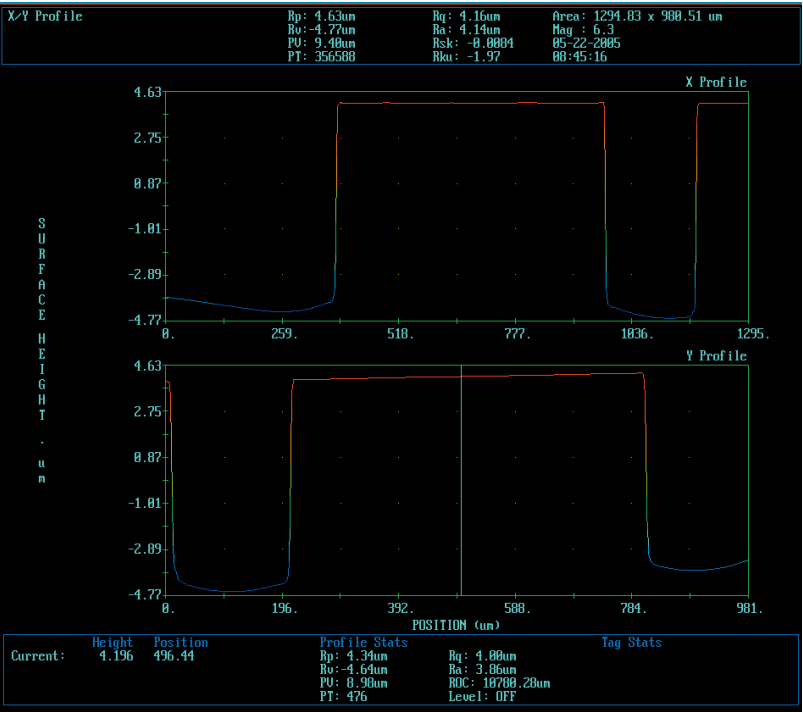 X/Y Profile Rp: 4.63um Rq: 4.16um Area: 1294.83 x 980.51 um
Rv:-4.77um Ra: 4.14um Mag : 6.3
PV: 9.40um Rsk: -0.0084 05-22-2005
PT: 356588 Rku: -1.97 08:45:16
X Profile
4.63
2.75
0.87
-1.01
-2.89
-4.77
0. 259. 518. 777. 1036. 1295.
SURFACE HEIGHT . um
Y Profile
4.63
2.75
0.87
-1.01
-2.89
-4.77
0. 196. 392. 588. 784. 981.
POSITION (um)
Height Position Profile Stats Tag Stats
Current: 4.196 496.44 Rp: 4.34um Rq: 4.00um
Rv:-4.64um Ra: 3.86um
PV: 8.98um ROC: 10780.28um
PT: 476 Level: OFF